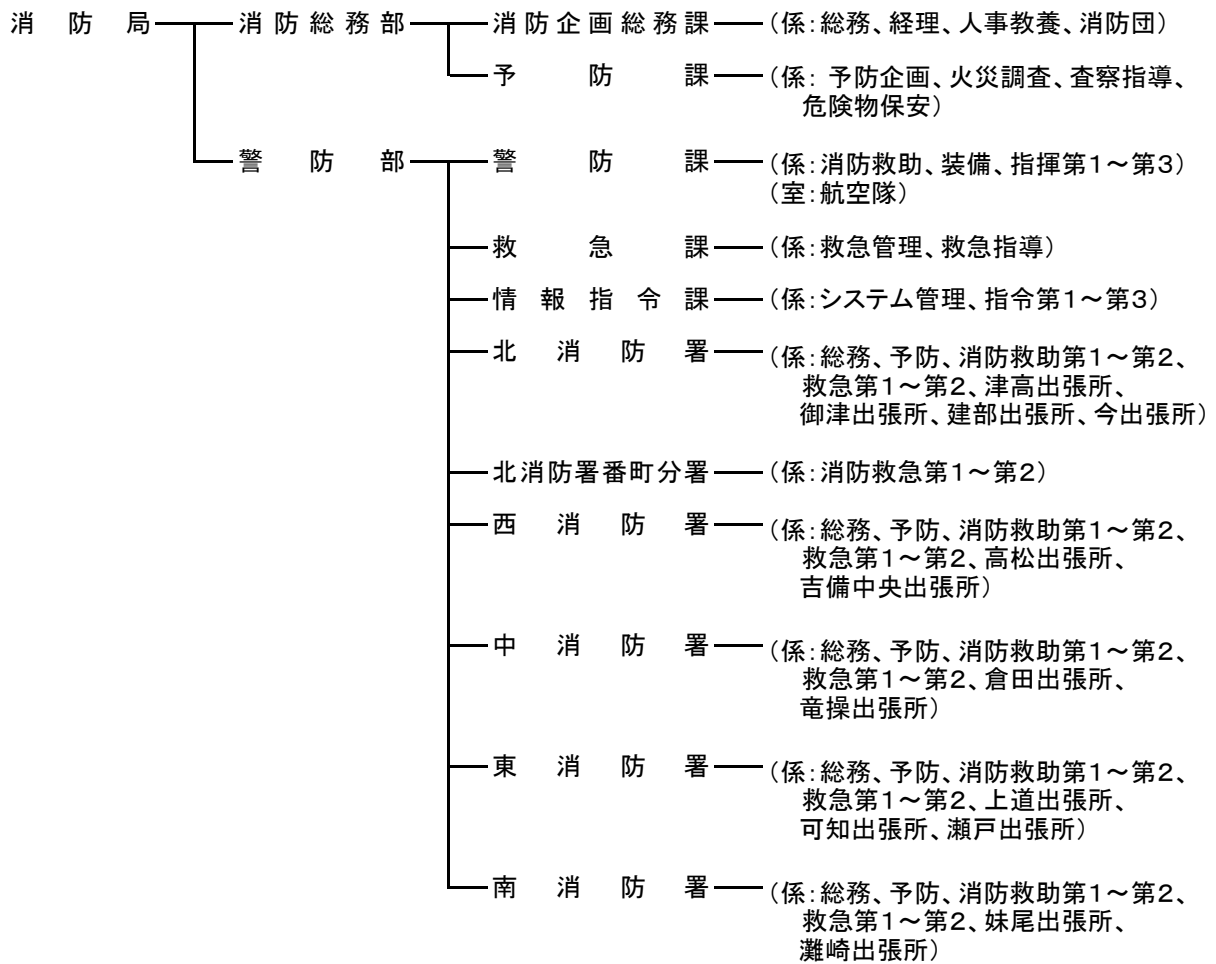 消防局 消防総務部 消防企画総務課 (係:総務、経理、人事教養、消防団)
予防課 (係: 予防企画、火災調査、査察指導、
危険物保安)
警防部 警防課 (係:消防救助、装備、指揮第1～第3)
(室:航空隊)
救急課 (係:救急管理、救急指導)
情報指令課 (係:システム管理、指令第1～第3)
北消防署 (係:総務、予防、消防救助第1～第2、
救急第1～第2、津高出張所、
御津出張所、建部出張所、今出張所)
北消防署番町分署 (係:消防救急第1～第2)
西消防署 (係:総務、予防、消防救助第1～第2、
救急第1～第2、高松出張所、
吉備中央出張所)
中消防署 (係:総務、予防、消防救助第1～第2、
救急第1～第2、倉田出張所、
竜操出張所)
東消防署 (係:総務、予防、消防救助第1～第2、
救急第1～第2、上道出張所、
可知出張所、瀬戸出張所)
南消防署 (係:総務、予防、消防救助第1～第2、
救急第1～第2、妹尾出張所、
灘崎出張所)